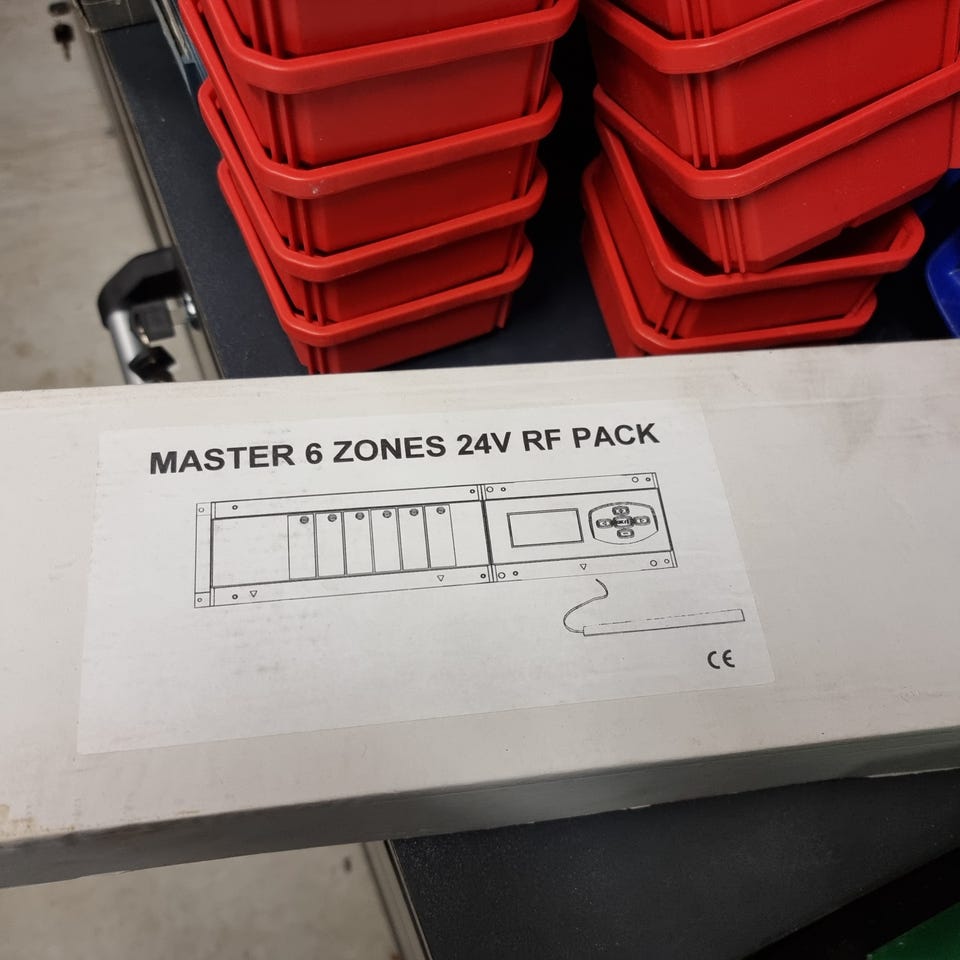 MASTER 6 ZONES 24V RF PACK
CE